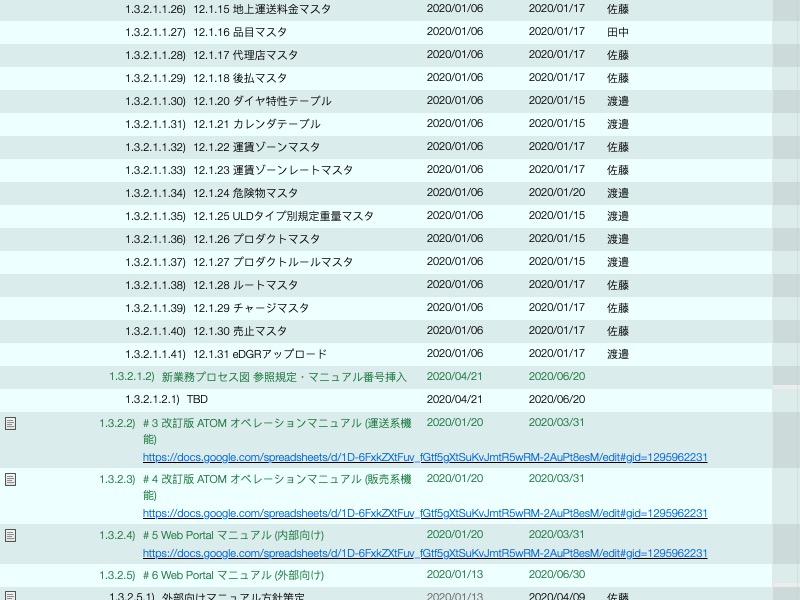 1.3.2.1.1.26) 12.1.15 地上運送料金マスタ 2020/01/06 2020/01/17 佐藤
1.3.2.1.1.27) 12.1.16 品目マスタ 2020/01/06 2020/01/17 田中
1.3.2.1.1.28) 12.1.17 代理店マスタ 2020/01/06 2020/01/17 佐藤
1.3.2.1.1.29) 12.1.18 後払マスタ 2020/01/06 2020/01/17 佐藤
1.3.2.1.1.30) 12.1.20 ダイヤ特性テーブル 2020/01/06 2020/01/15 渡邉
1.3.2.1.1.31) 12.1.21 カレンダテーブル 2020/01/06 2020/01/15 渡邉
1.3.2.1.1.32) 12.1.22 運賃ゾーンマスタ 2020/01/06 2020/01/17 佐藤
1.3.2.1.1.33) 12.1.23 運賃ゾーンレートマスタ 2020/01/06 2020/01/17 佐藤
1.3.2.1.1.34) 12.1.24 危険物マスタ 2020/01/06 2020/01/20 渡邉
1.3.2.1.1.35) 12.1.25 ULDタイプ別規定重量マスタ 2020/01/06 2020/01/15 渡邉
1.3.2.1.1.36) 12.1.26 プロダクトマスタ 2020/01/06 2020/01/15 渡邉
1.3.2.1.1.37) 12.1.27 プロダクトルールマスタ 2020/01/06 2020/01/15 渡邉
1.3.2.1.1.38) 12.1.28 ルートマスタ 2020/01/06 2020/01/17 佐藤
1.3.2.1.1.39) 12.1.29 チャージマスタ 2020/01/06 2020/01/17 佐藤
1.3.2.1.1.40) 12.1.30 売止マスタ 2020/01/06 2020/01/17 佐藤
1.3.2.1.1.41) 12.1.31 eDGRアップロード 2020/01/06 2020/01/17 渡邉
1.3.2.1.2) 新業務プロセス図 参照規定・マニュアル番号挿入 2020/04/21 2020/06/20
1.3.2.1.2.1) TBD 2020/04/21 2020/06/20
1.3.2.2) # 3 改訂版 ATOM オペレーションマニュアル (運送系機 2020/01/20 2020/03/31
能)
https://docs.google.com/spreadsheets/d/1D-6FxkZXtFuv_fGtf5gXtSuKvJmtR5wRM-2AuPt8esM/edit#gid=1295962231
1.3.2.3) # 4 改訂版 ATOM オペレーションマニュアル (販売系機 2020/01/20 2020/03/31
能)
https://docs.google.com/spreadsheets/d/1D-6FxkZXtFuv_fGtf5gXtSuKvJmtR5wRM-2AuPt8esM/edit#gid=1295962231
1.3.2.4) # 5 Web Portal マニュアル (内部向け) 2020/01/20 2020/03/31
https://docs.google.com/spreadsheets/d/1D-6FxkZXtFuv_fGtf5gXtSuKvJmtR5wRM-2AuPt8esM/edit#gid=1295962231
1.3.2.5) # 6 Web Portal マニュアル (外部向け) 2020/01/13 2020/06/30
1.3.2.5.1) 外部向けマニュアル方針策定 2020/01/13 2020/04/09 佐藤